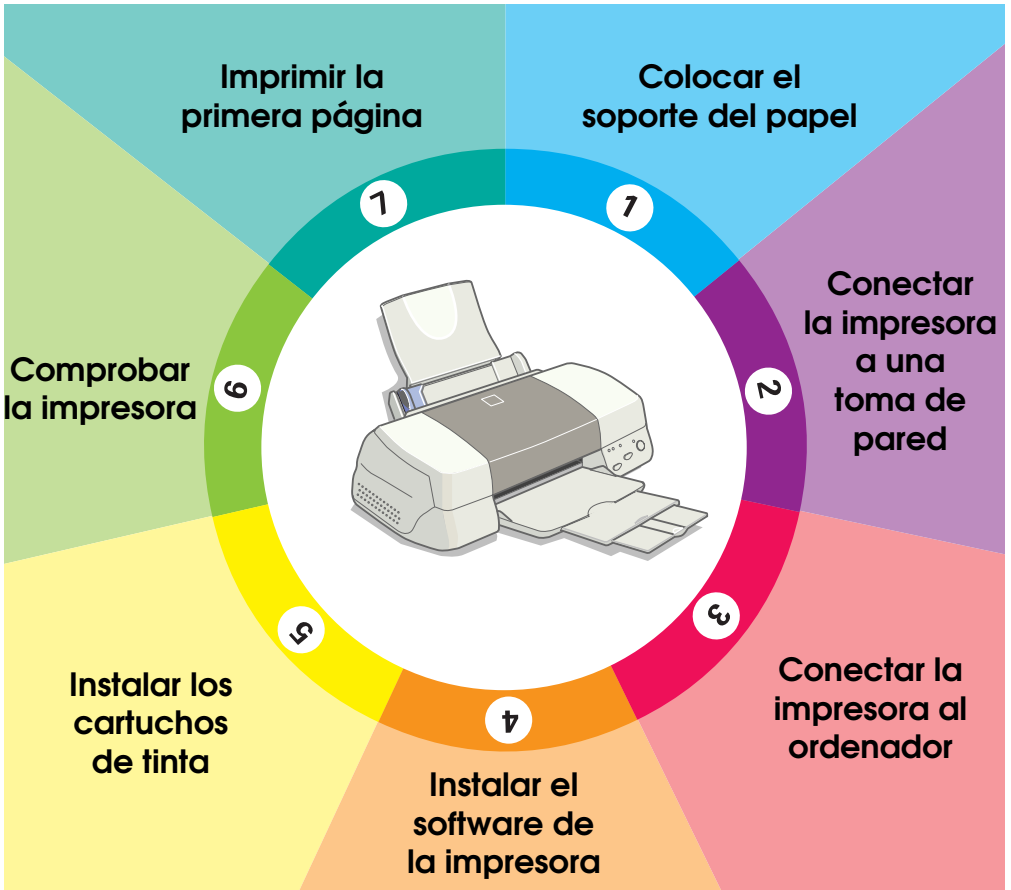 1
Colocar el
soporte del papel
2
Conectar
la impresora
a una
toma de
pared
3
Conectar la
impresora al
ordenador
4
Instalar el
software de
la impresora
5
Instalar los
cartuchos
de tinta
6
Comprobar
la impresora
7
Imprimir la
primera página